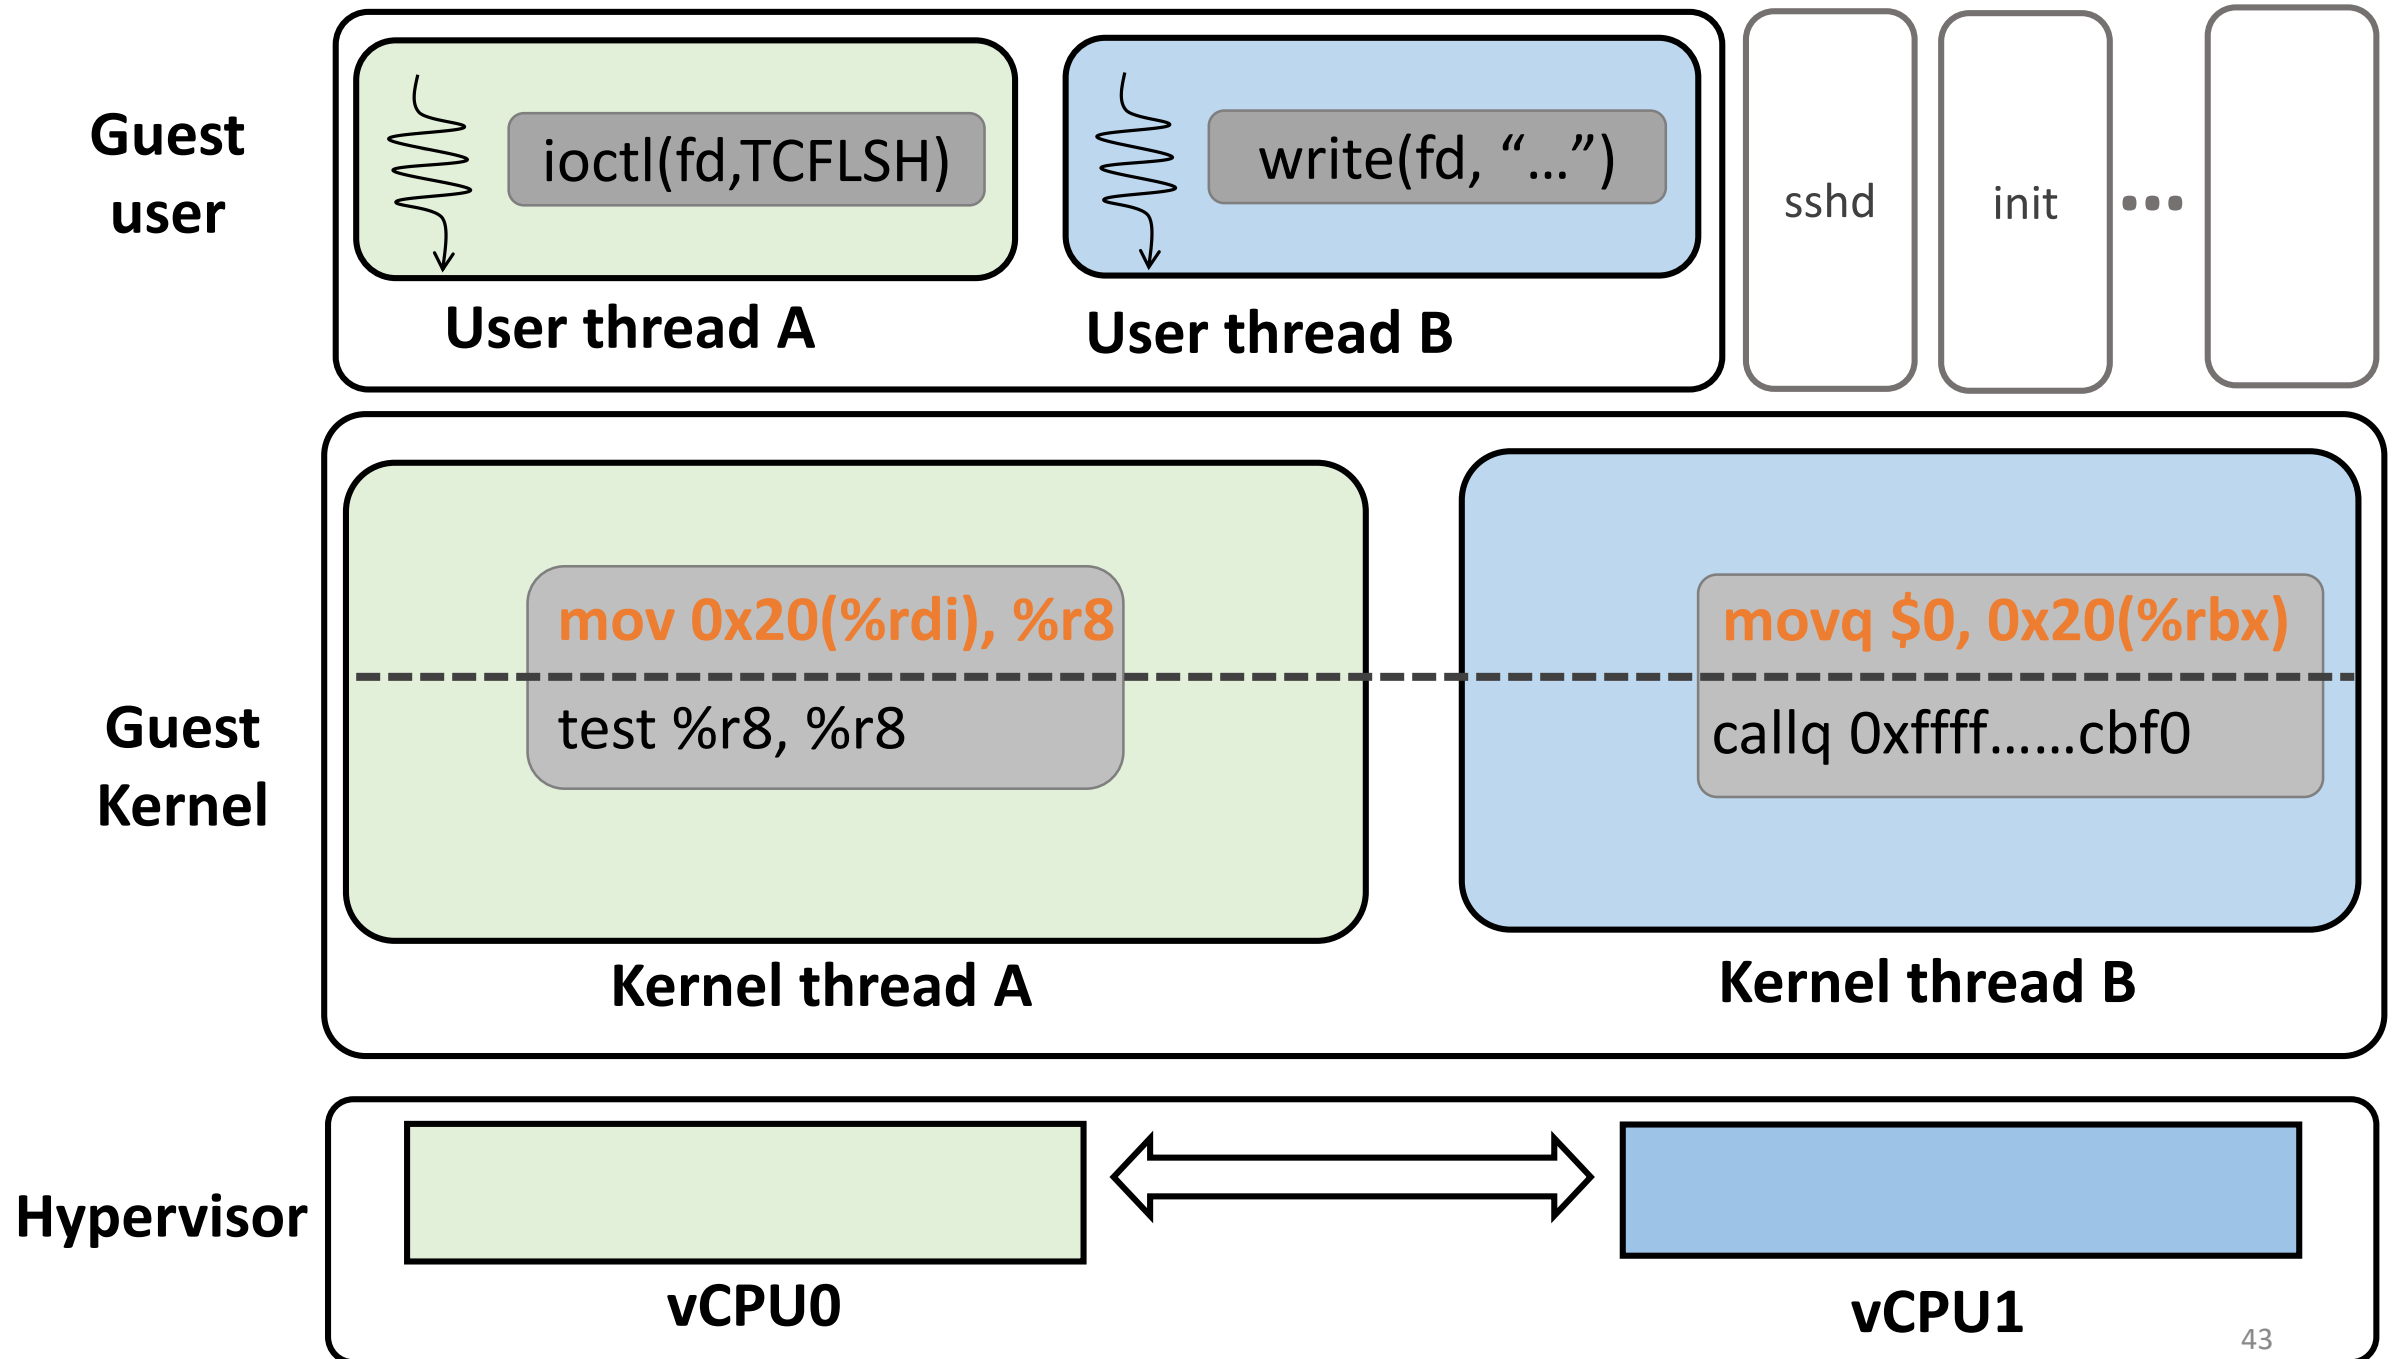 Guest
user
ioctl(fd,TCFLSH)
User thread A
write(fd, “…”)
User thread B
sshd
init
...
Guest
Kernel
mov 0x20(%rdi), %r8
test %r8, %r8
Kernel thread A
movq $0, 0x20(%rbx)
callq 0xffff……cbf0
Kernel thread B
Hypervisor
vCPU0
vCPU1
43